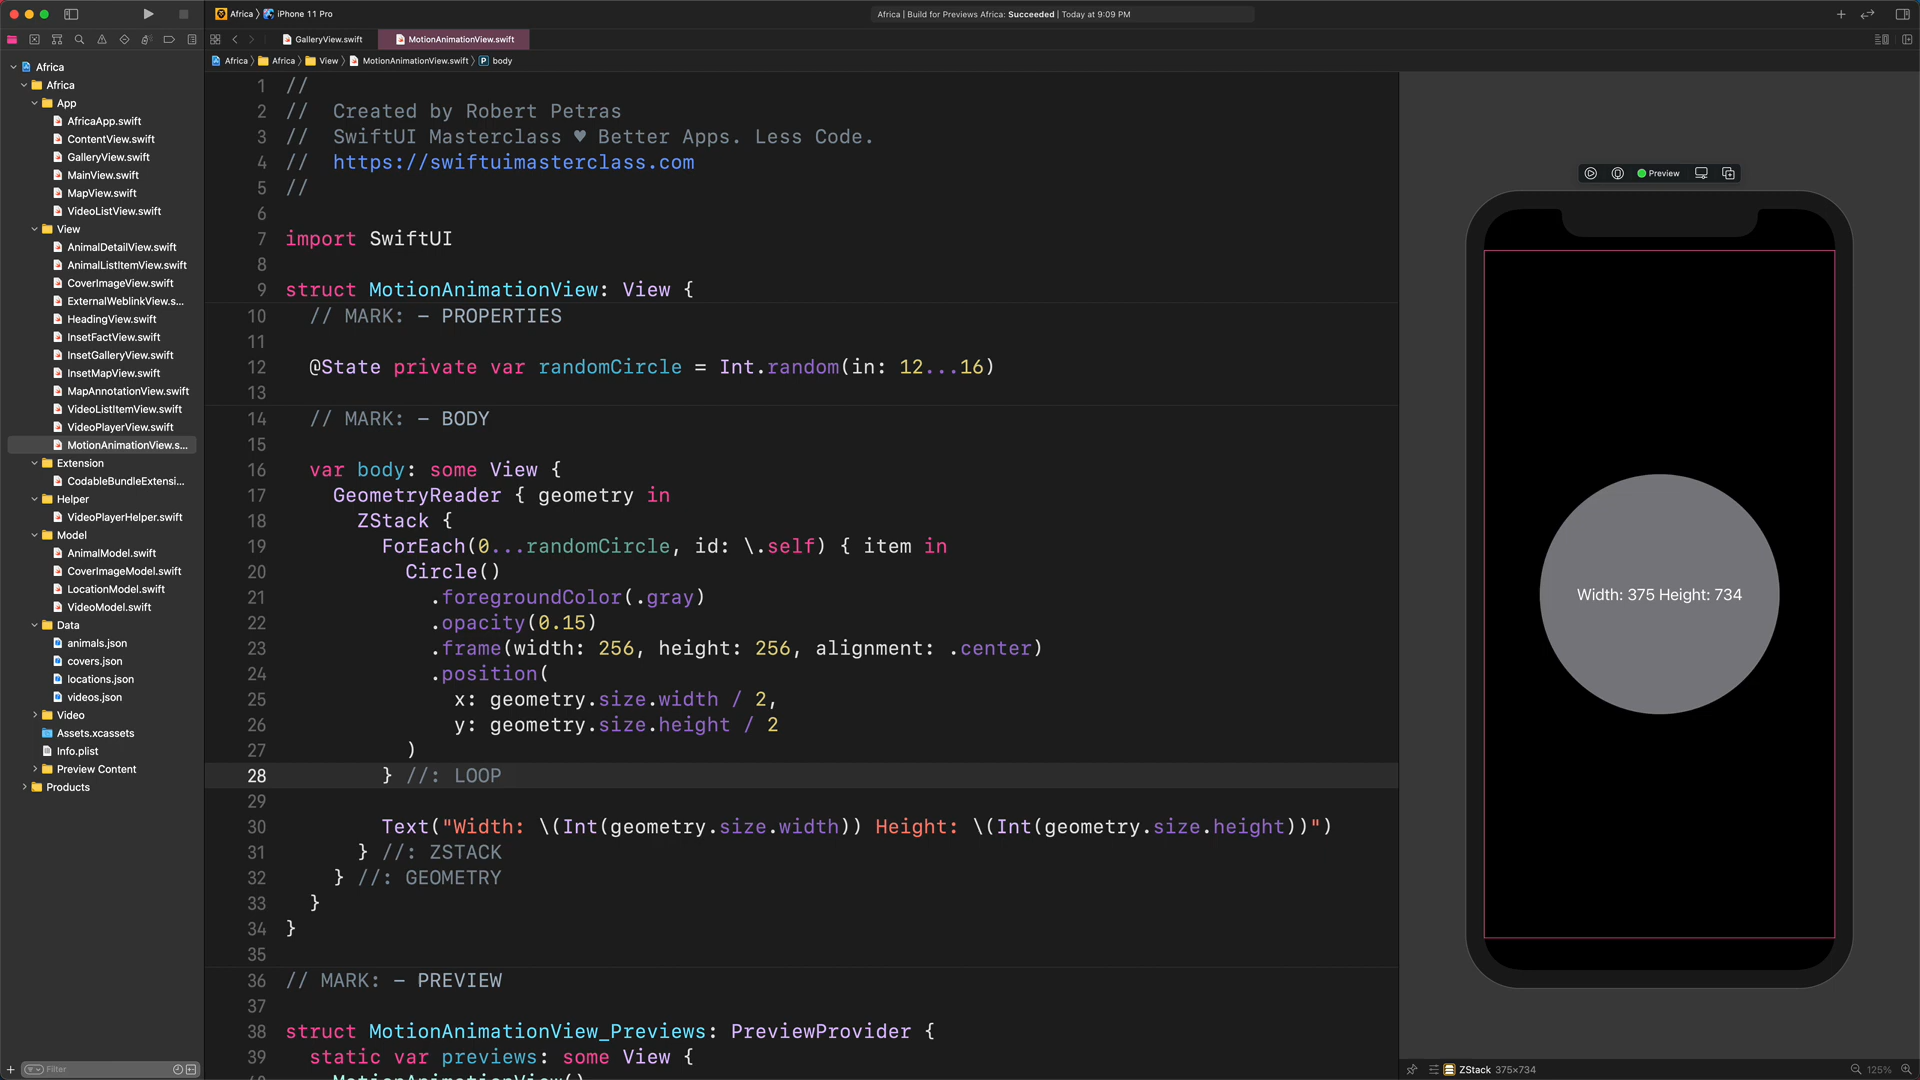 Africa
iPhone 11 Pro
Africa | Build for Previews Africa: Succeeded | Today at 9:09 PM
GalleryView.swift
MotionAnimationView.swift
Africa
Africa
View
MotionAnimationView.swift
P body
Africa
Africa
App
AfricaApp.swift
ContentView.swift
GalleryView.swift
MainView.swift
MapView.swift
VideoListView.swift
View
AnimalDetailView.swift
AnimalListItemView.swift
CoverImageView.swift
ExternalWeblinkView.s...
HeadingView.swift
InsetFactView.swift
InsetGalleryView.swift
InsetMapView.swift
MapAnnotationView.swift
VideoListItemView.swift
VideoPlayerView.swift
MotionAnimationView.s...
Extension
CodableBundleExtensi...
Helper
VideoPlayerHelper.swift
Model
AnimalModel.swift
CoverImageModel.swift
LocationModel.swift
VideoModel.swift
Data
animals.json
covers.json
locations.json
videos.json
Video
Assets.xcassets
Info.plist
Preview Content
Products
Filter
1 //
2 //  Created by Robert Petras
3 //  SwiftUI Masterclass ♥ Better Apps. Less Code.
4 //  https://swiftuimasterclass.com
5 //
6
7 import SwiftUI
8
9 struct MotionAnimationView: View {
10   // MARK: - PROPERTIES
11
12   @State private var randomCircle = Int.random(in: 12...16)
13
14   // MARK: - BODY
15
16   var body: some View {
17     GeometryReader { geometry in
18       ZStack {
19         ForEach(0...randomCircle, id: \.self) { item in
20           Circle()
21             .foregroundColor(.gray)
22             .opacity(0.15)
23             .frame(width: 256, height: 256, alignment: .center)
24             .position(
25               x: geometry.size.width / 2,
26               y: geometry.size.height / 2
27           )
28         } //: LOOP
29
30         Text("Width: \(Int(geometry.size.width)) Height: \(Int(geometry.size.height))")
31       } //: ZSTACK
32     } //: GEOMETRY
33   }
34 }
35
36 // MARK: - PREVIEW
37
38 struct MotionAnimationView_Previews: PreviewProvider {
39   static var previews: some View {
40     MotionAnimationView()
Preview
Width: 375 Height: 734
ZStack 375×734
125%